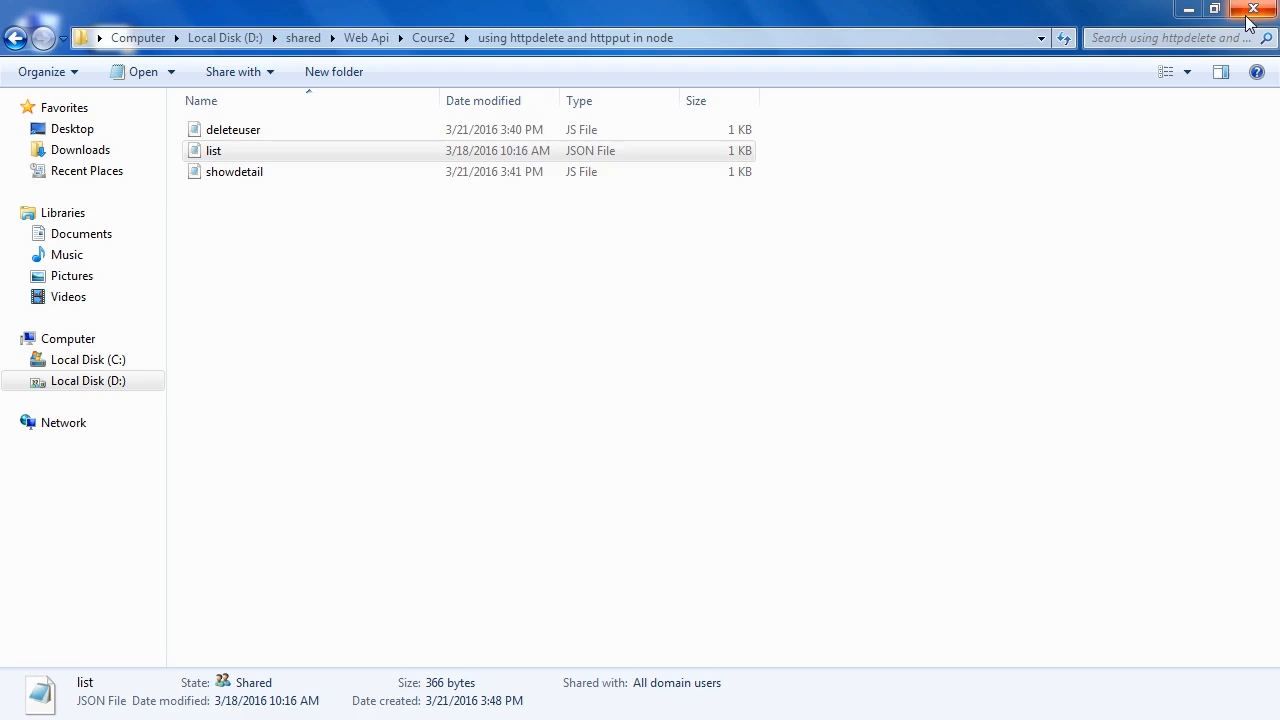 Computer Local Disk (D:) shared Web Api Course2 using httpdelete and httpput in node Search using httpdelete and ...
Organize Open Share with New folder
Name Date modified Type Size
deleteuser 3/21/2016 3:40 PM JS File 1 KB
list 3/18/2016 10:16 AM JSON File 1 KB
showdetail 3/21/2016 3:41 PM JS File 1 KB
Favorites
Desktop
Downloads
Recent Places
Libraries
Documents
Music
Pictures
Videos
Computer
Local Disk (C:)
Local Disk (D:)
Network
list State: Shared Size: 366 bytes Shared with: All domain users
JSON File Date modified: 3/18/2016 10:16 AM Date created: 3/21/2016 3:48 PM